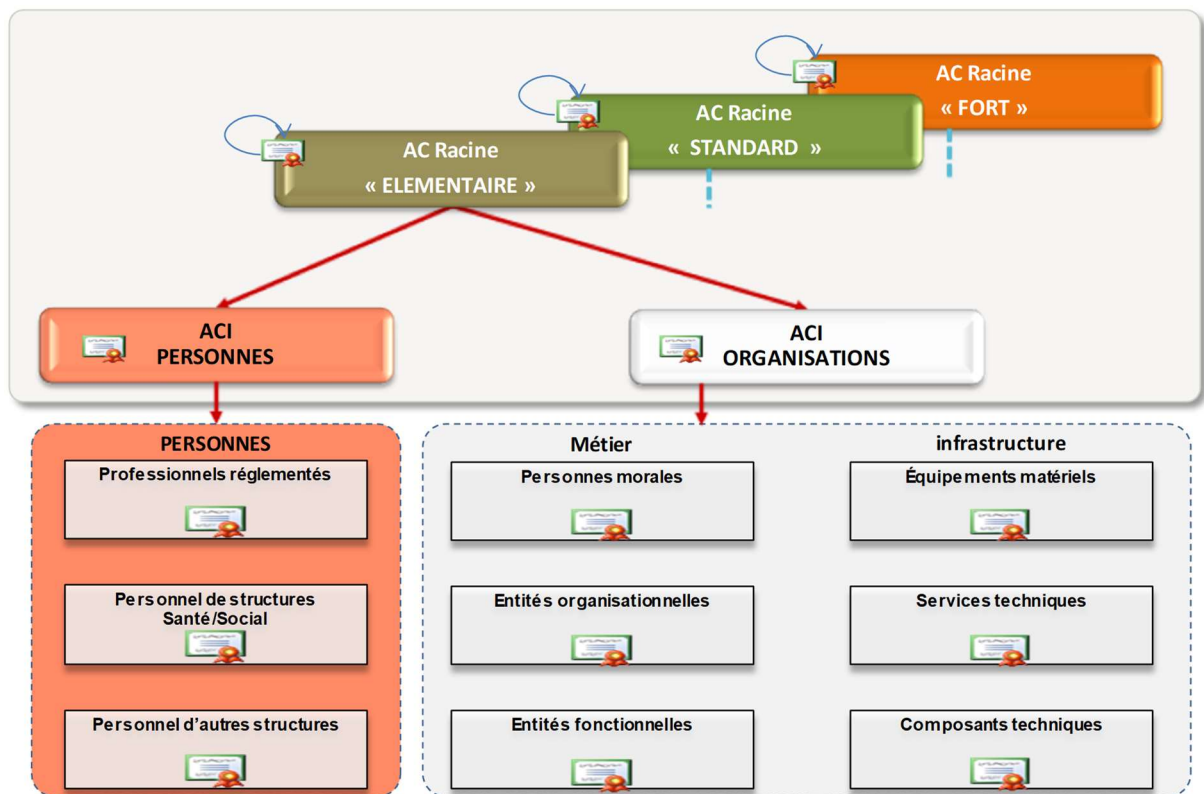 AC Racine
« FORT »
AC Racine
« STANDARD »
AC Racine
« ELEMENTAIRE »
ACI
PERSONNES
ACI
ORGANISATIONS
PERSONNES
Professionnels réglementés
Personnel de structures
Santé/Social
Personnel d'autres structures
Métier
infrastructure
Personnes morales
Équipements matériels
Entités organisationnelles
Services techniques
Entités fonctionnelles
Composants techniques